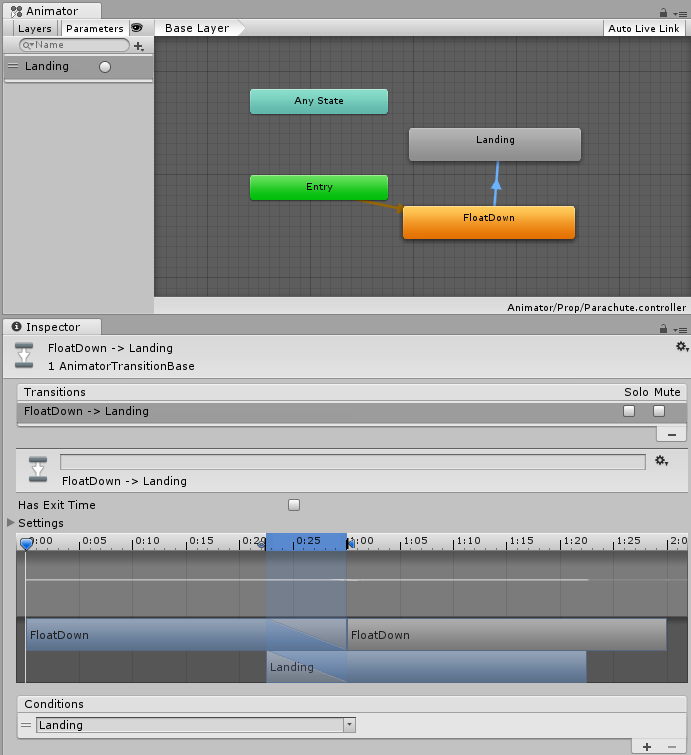 Animator
Layers Parameters Base Layer Auto Live Link
Name
Landing
Any State
Landing
Entry
FloatDown
Animator/Prop/Parachute.controller
Inspector
FloatDown -> Landing
1 AnimatorTransitionBase
Transitions Solo Mute
FloatDown -> Landing
FloatDown -> Landing
Has Exit Time
Settings
0:00 0:05 0:10 0:15 0:20 0:25 1:00 1:05 1:10 1:15 1:20 1:25 2:0
FloatDown FloatDown
Landing
Conditions
Landing